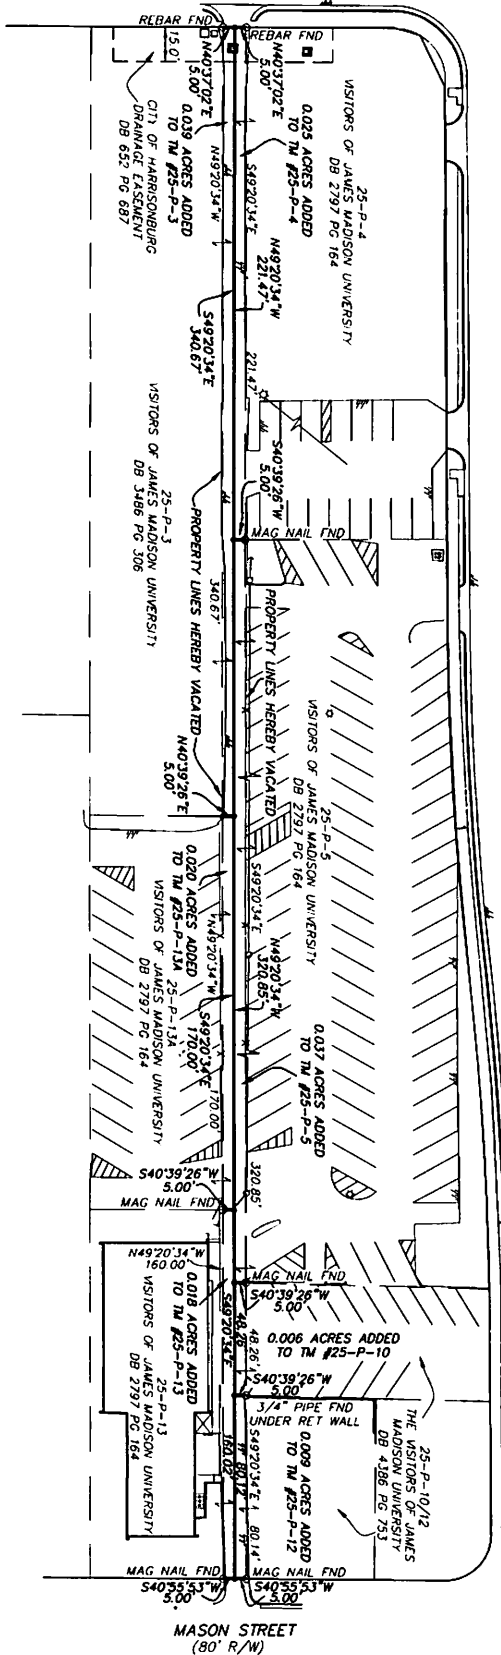 REBAR FND
REBAR FND
15.0'
N40°37'02"E
5.00'
N40°37'02"E
5.00'
CITY OF HARRISONBURG
DRAINAGE EASEMENT
DB 652 PG 687
0.039 ACRES ADDED
TO TM #25-P-3
N49°20'34"W
S49°20'34"E
0.025 ACRES ADDED
TO TM #25-P-4
25-P-4
VISITORS OF JAMES MADISON UNIVERSITY
DB 2797 PG 164
N49°20'34"W
221.47'
S49°20'34"E
340.67'
221.47'
S40°39'26"W
5.00'
MAG NAIL FND
25-P-3
VISITORS OF JAMES MADISON UNIVERSITY
DB 3486 PG 306
PROPERTY LINES HEREBY VACATED
340.67'
PROPERTY LINES HEREBY VACATED
N40°39'26"E
5.00'
25-P-5
VISITORS OF JAMES MADISON UNIVERSITY
DB 2797 PG 164
S49°20'34"E
N49°20'34"W
320.85'
0.020 ACRES ADDED
TO TM #25-P-13A
25-P-13A
VISITORS OF JAMES MADISON UNIVERSITY
DB 2797 PG 164
N49°20'34"W
S49°20'34"E
170.00'
170.00'
0.037 ACRES ADDED
TO TM #25-P-5
320.85'
S40°39'26"W
5.00'
MAG NAIL FND
N49°20'34"W
160.00'
MAG NAIL FND
S40°39'26"W
5.00'
0.018 ACRES ADDED
TO TM #25-P-13
25-P-13
VISITORS OF JAMES MADISON UNIVERSITY
DB 2797 PG 164
S49°20'34"E
48.26'
48.26'
0.006 ACRES ADDED
TO TM #25-P-10
S40°39'26"W
5.00'
3/4" PIPE FND
UNDER RET WALL
25-P-10/12
THE VISITORS OF JAMES
MADISON UNIVERSITY
DB 4386 PG 753
160.02'
80.12'
S49°20'34"E
80.14'
0.009 ACRES ADDED
TO TM #25-P-12
MAG NAIL FND
S40°55'53"W
5.00'
MAG NAIL FND
S40°55'53"W
5.00'
MASON STREET
(80' R/W)